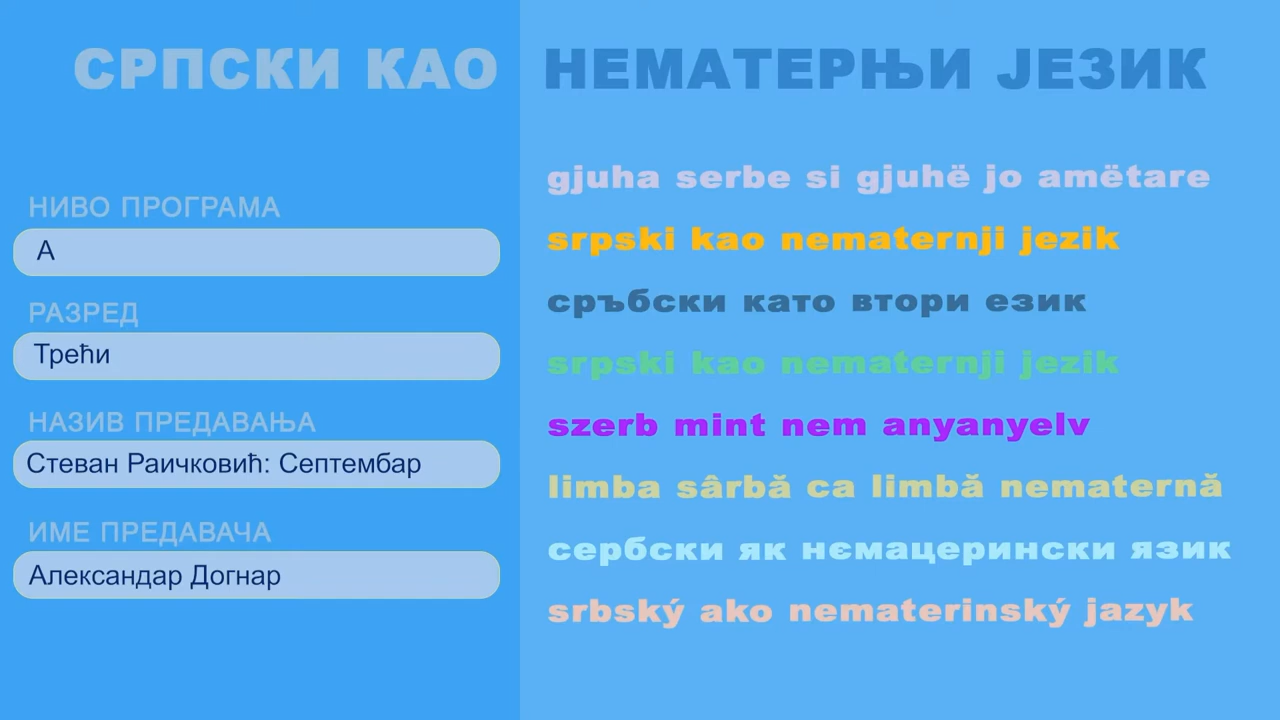 СРПСКИ КАО НЕМАТЕРЊИ ЈЕЗИК
НИВО ПРОГРАМА
А
РАЗРЕД
Трећи
НАЗИВ ПРЕДАВАЊА
Стеван Раичковић: Септембар
ИМЕ ПРЕДАВАЧА
Александар Догнар
gjuha serbe si gjuhë jo amëtare
srpski kao nematernji jezik
сръбски като втори език
srpski kao nematernji jezik
szerb mint nem anyanyelv
limba sârbă ca limbă nematernă
сербски як нємацерински язик
srbský ako nematerinský jazyk